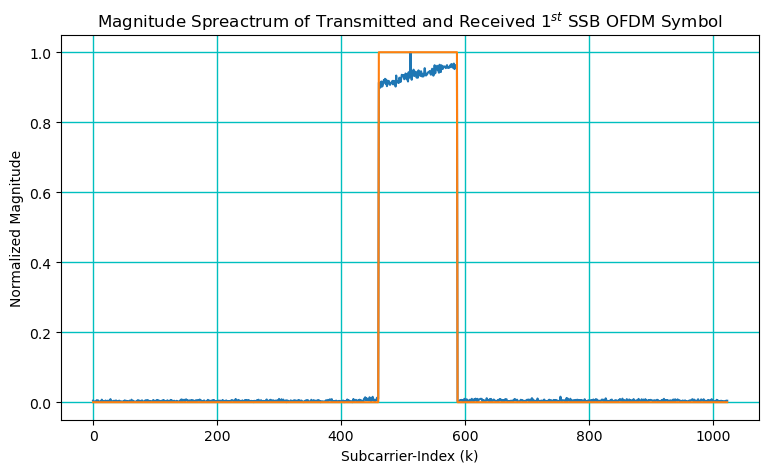 Magnitude Spreactrum of Transmitted and Received 1st SSB OFDM Symbol
Normalized Magnitude
1.0
0.8
0.6
0.4
0.2
0.0
0 200 400 600 800 1000
Subcarrier-Index (k)